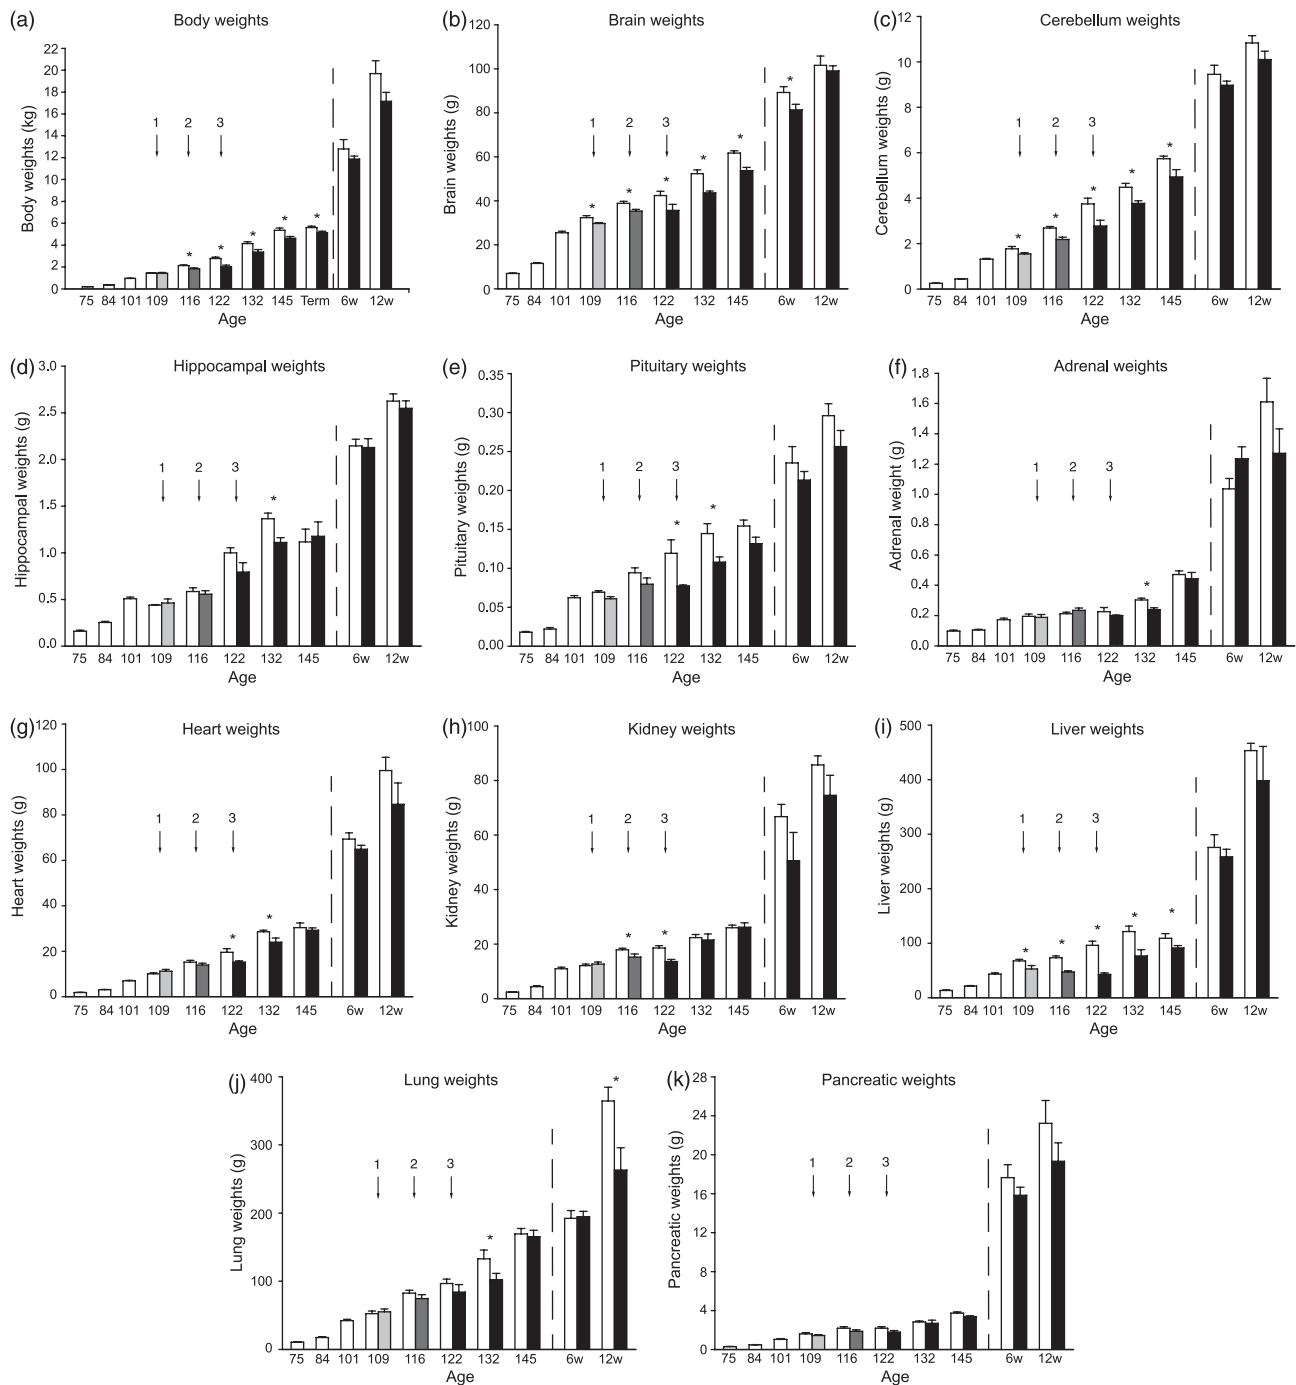 (a) Body weights
Body weights (kg)
22
20
18
16
14
12
10
8
6
4
2
0
1 2 3
* * * * *
75 84 101 109 116 122 132 145 Term 6w 12w
Age
(b) Brain weights
Brain weights (g)
120
100
80
60
40
20
0
1 2 3
* * * * * *
75 84 101 109 116 122 132 145 6w 12w
Age
(c) Cerebellum weights
Cerebellum weights (g)
12
10
8
6
4
2
0
1 2 3
* * * * *
75 84 101 109 116 122 132 145 6w 12w
Age
(d) Hippocampal weights
Hippocampal weights (g)
3.0
2.5
2.0
1.5
1.0
0.5
0.0
1 2 3
*
75 84 101 109 116 122 132 145 6w 12w
Age
(e) Pituitary weights
Pituitary weights (g)
0.35
0.30
0.25
0.20
0.15
0.10
0.05
0.00
1 2 3
* *
75 84 101 109 116 122 132 145 6w 12w
Age
(f) Adrenal weights
Adrenal weight (g)
1.8
1.6
1.4
1.2
1.0
0.8
0.6
0.4
0.2
0.0
1 2 3
*
75 84 101 109 116 122 132 145 6w 12w
Age
(g) Heart weights
Heart weights (g)
120
100
80
60
40
20
0
1 2 3
* *
75 84 101 109 116 122 132 145 6w 12w
Age
(h) Kidney weights
Kidney weights (g)
100
80
60
40
20
0
1 2 3
* *
75 84 101 109 116 122 132 145 6w 12w
Age
(i) Liver weights
Liver weights (g)
500
400
300
200
100
0
1 2 3
* * * * *
75 84 101 109 116 122 132 145 6w 12w
Age
(j) Lung weights
Lung weights (g)
400
300
200
100
0
1 2 3
* *
75 84 101 109 116 122 132 145 6w 12w
Age
(k) Pancreatic weights
Pancreatic weights (g)
28
24
20
16
12
8
4
0
1 2 3
75 84 101 109 116 122 132 145 6w 12w
Age